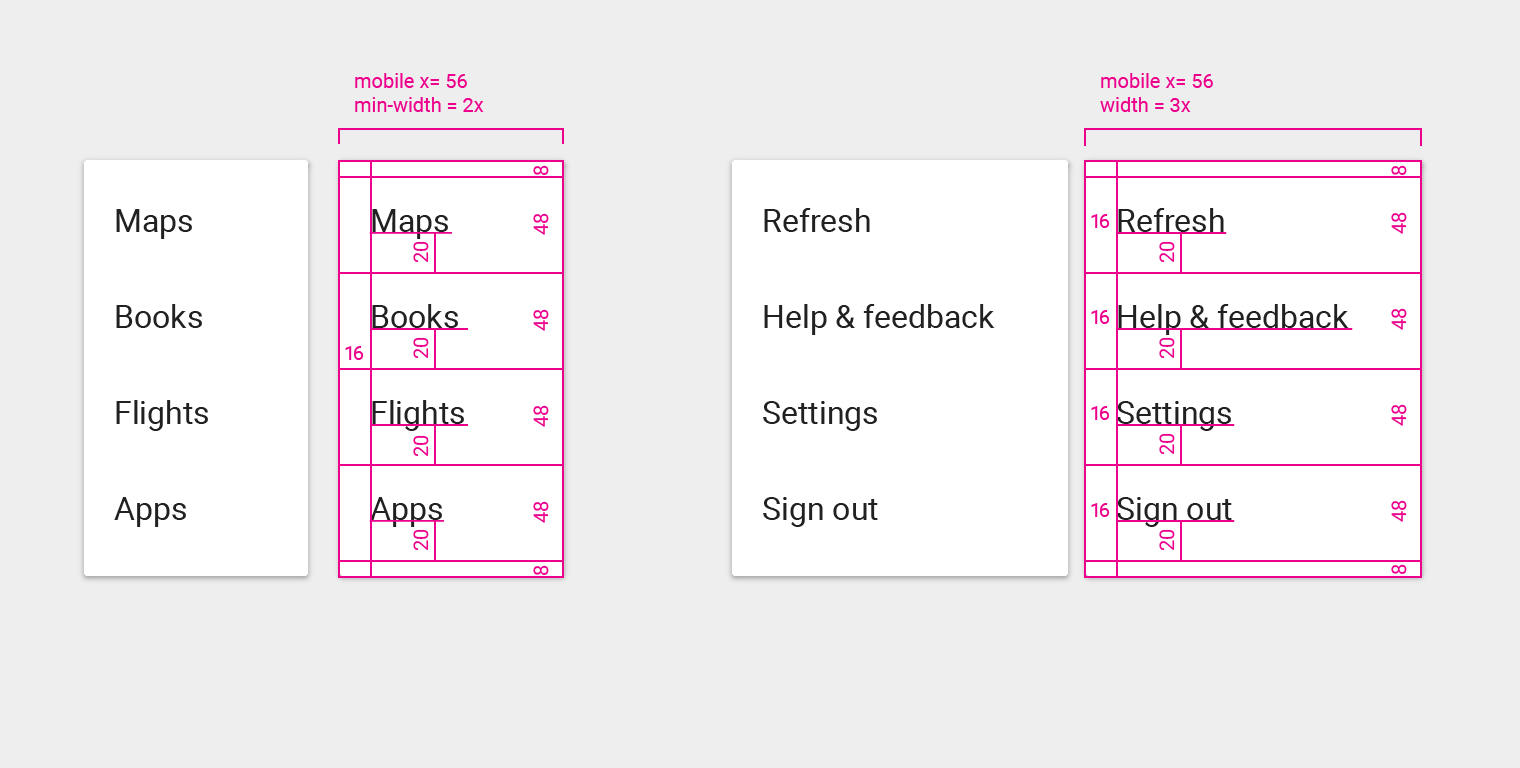 mobile x= 56
min-width = 2x
Maps
Books
Flights
Apps
8
Maps
48
20
Books
48
20
16
Flights
48
20
Apps
48
20
8
mobile x= 56
width = 3x
Refresh
Help & feedback
Settings
Sign out
8
16
Refresh
48
20
16
Help & feedback
48
20
16
Settings
48
20
16
Sign out
48
20
8